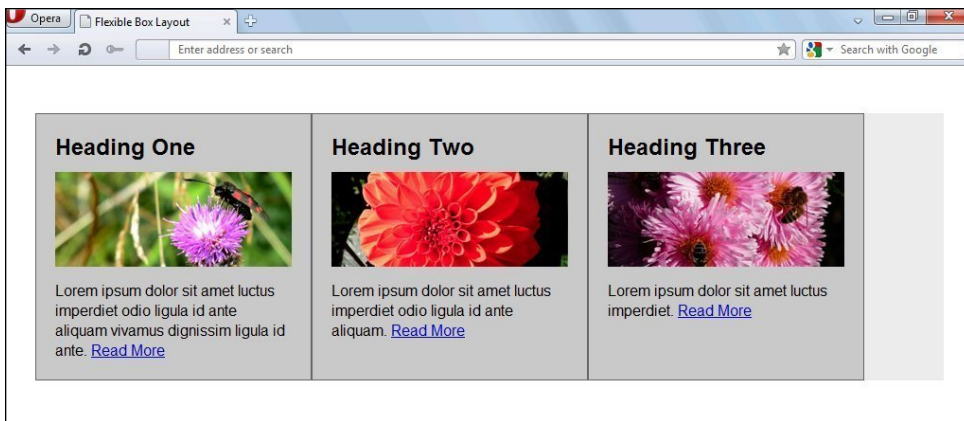 Opera
Flexible Box Layout
Enter address or search
Search with Google
Heading One
Lorem ipsum dolor sit amet luctus
imperdiet odio ligula id ante
aliquam vivamus dignissim ligula id
ante. Read More
Heading Two
Lorem ipsum dolor sit amet luctus
imperdiet odio ligula id ante
aliquam. Read More
Heading Three
Lorem ipsum dolor sit amet luctus
imperdiet. Read More